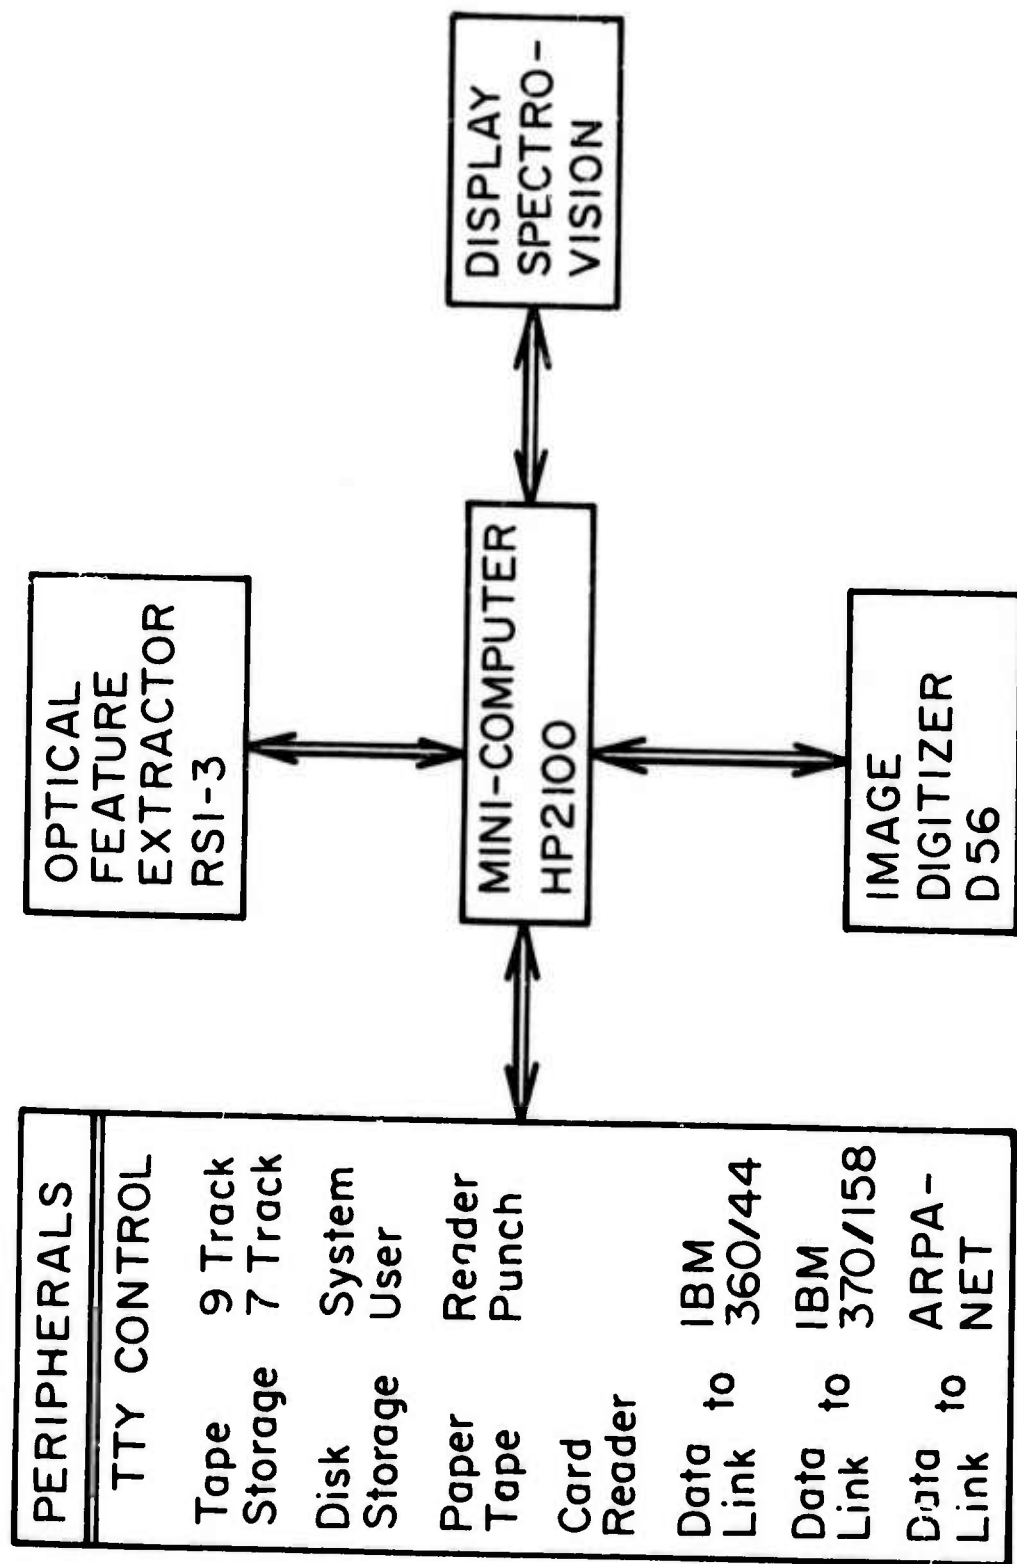 PERIPHERALS
TTY CONTROL
Tape 9 Track
Storage 7 Track
Disk System
Storage User
Paper Reader
Tape Punch
Card
Reader
Data to IBM
Link 360/44
Data to IBM
Link 370/158
Data to ARPA-
Link NET
OPTICAL
FEATURE
EXTRACTOR
RSI-3
MINI-COMPUTER
HP2100
DISPLAY
SPECTRO-
VISION
IMAGE
DIGITIZER
D56